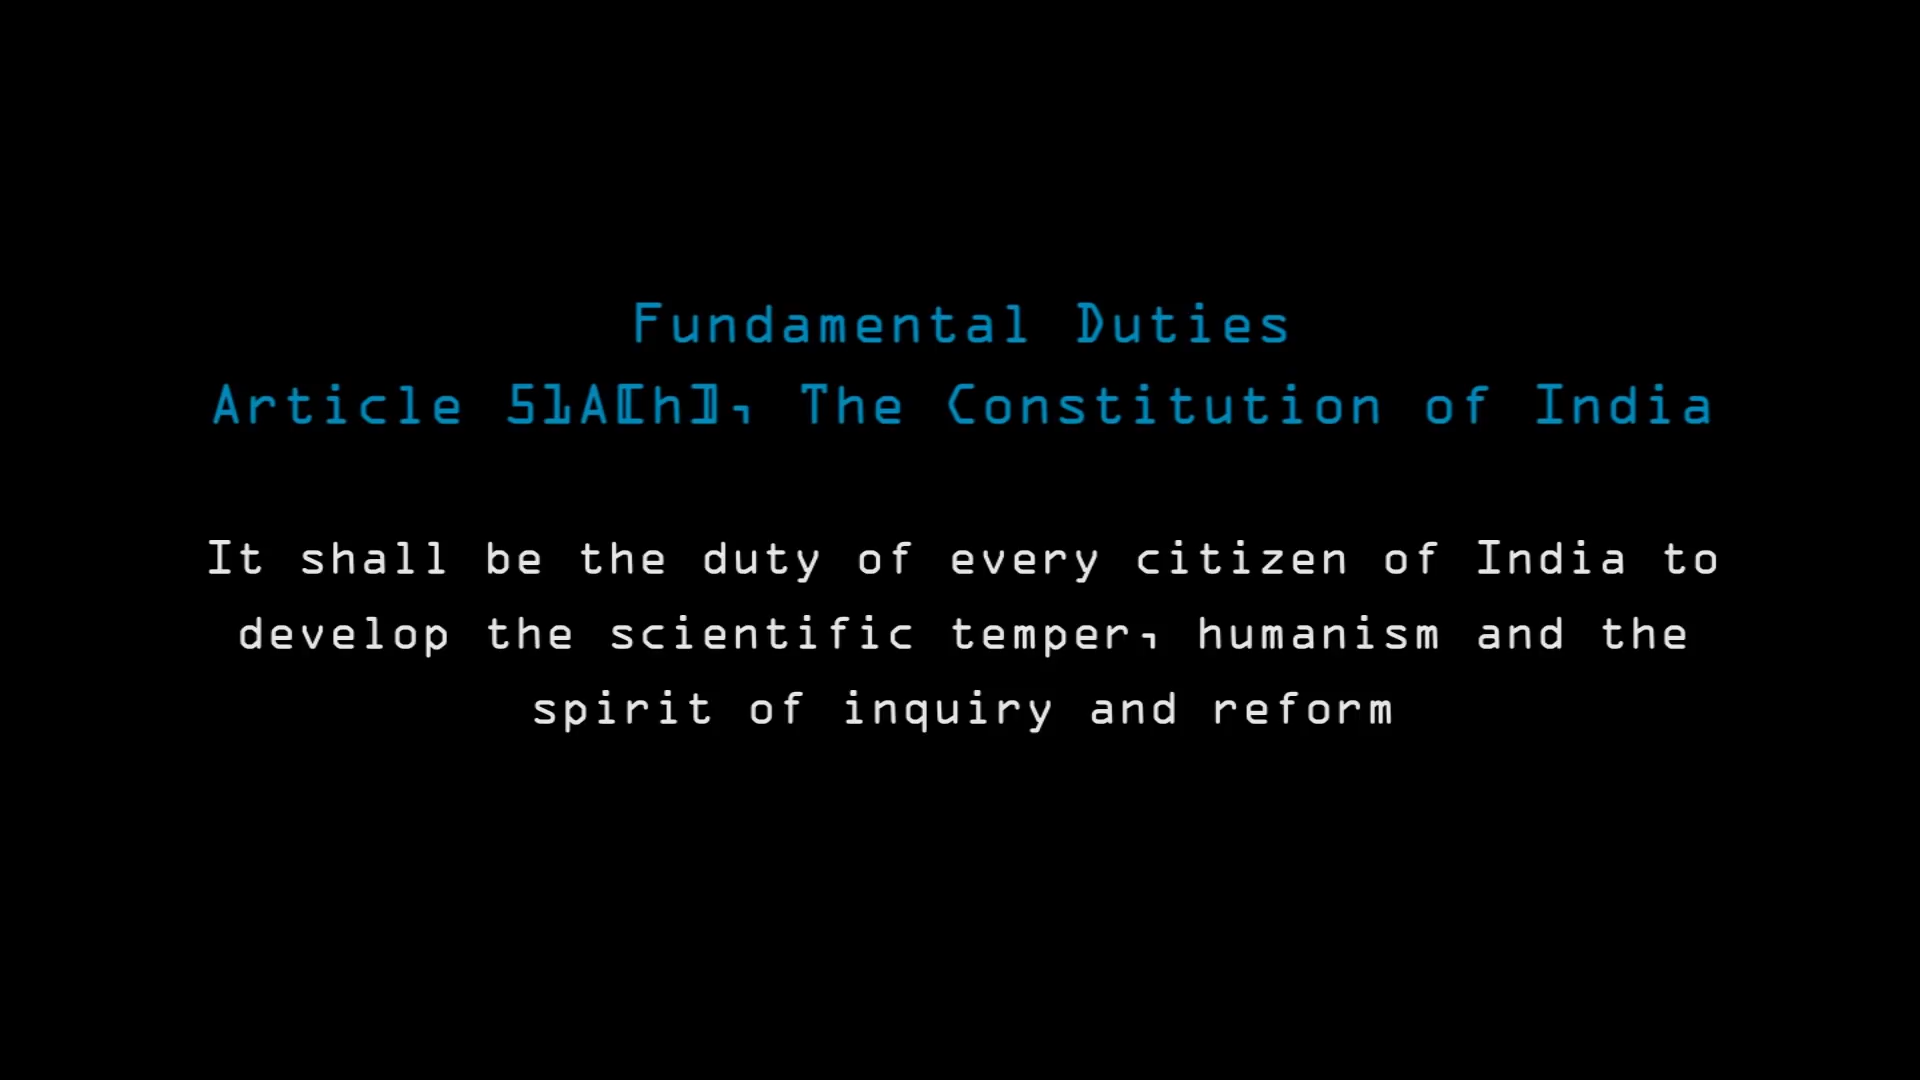 Fundamental Duties
Article 51A[h], The Constitution of India
It shall be the duty of every citizen of India to
develop the scientific temper, humanism and the
spirit of inquiry and reform